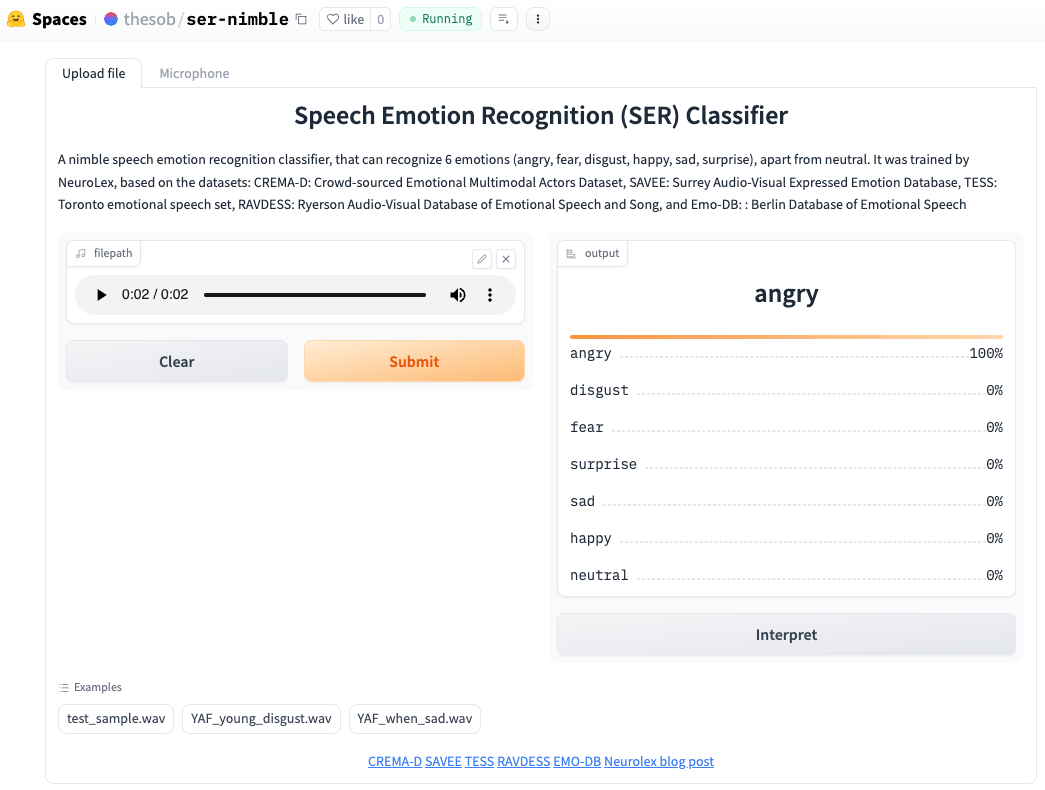 Spaces thesob/ser-nimble like 0 Running
Upload file Microphone
Speech Emotion Recognition (SER) Classifier
A nimble speech emotion recognition classifier, that can recognize 6 emotions (angry, fear, disgust, happy, sad, surprise), apart from neutral. It was trained by
NeuroLex, based on the datasets: CREMA-D: Crowd-sourced Emotional Multimodal Actors Dataset, SAVEE: Surrey Audio-Visual Expressed Emotion Database, TESS:
Toronto emotional speech set, RAVDESS: Ryerson Audio-Visual Database of Emotional Speech and Song, and Emo-DB: : Berlin Database of Emotional Speech
filepath
0:02 / 0:02
Clear Submit
output
angry
angry 100%
disgust 0%
fear 0%
surprise 0%
sad 0%
happy 0%
neutral 0%
Interpret
Examples
test_sample.wav YAF_young_disgust.wav YAF_when_sad.wav
CREMA-D SAVEE TESS RAVDESS EMO-DB Neurolex blog post